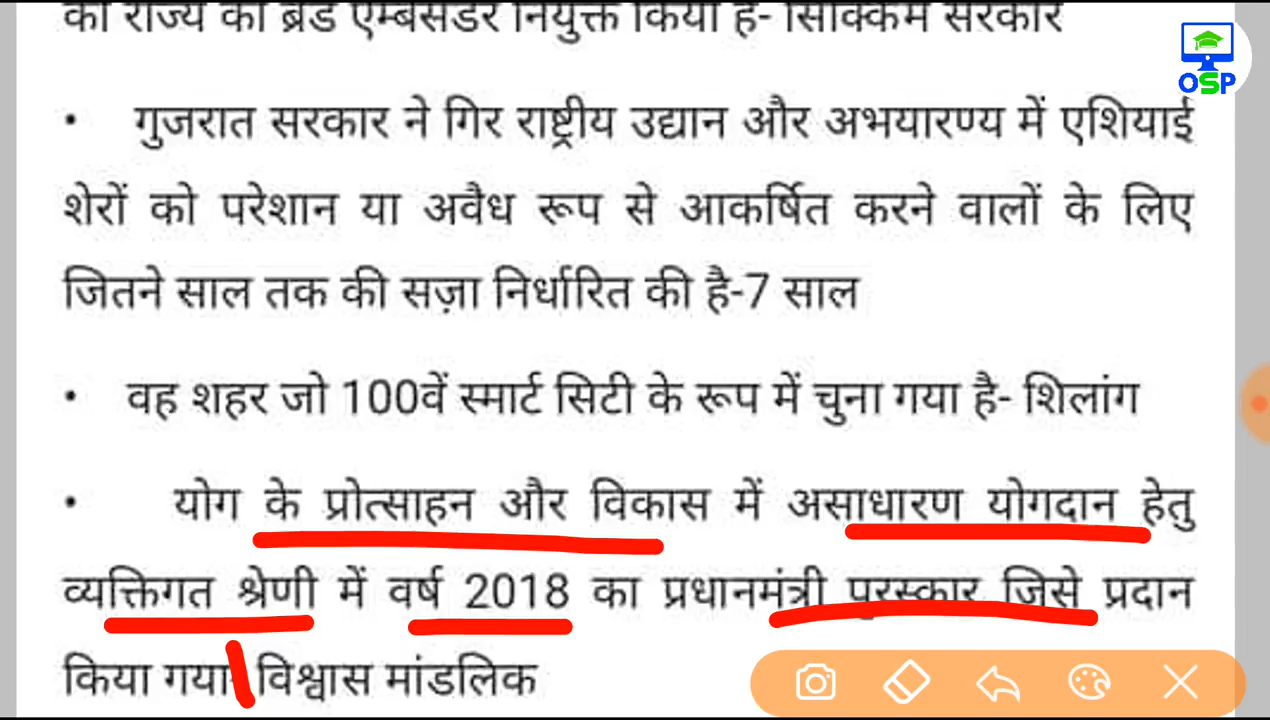 को राज्य का ब्रैंड एम्बेसेडर नियुक्त किया है- सिक्किम सरकार
OSP
• गुजरात सरकार ने गिर राष्ट्रीय उद्यान और अभयारण्य में एशियाई
शेरों को परेशान या अवैध रूप से आकर्षित करने वालों के लिए
जितने साल तक की सज़ा निर्धारित की है-7 साल
• वह शहर जो 100वें स्मार्ट सिटी के रूप में चुना गया है- शिलांग
• योग के प्रोत्साहन और विकास में असाधारण योगदान हेतु
व्यक्तिगत श्रेणी में वर्ष 2018 का प्रधानमंत्री पुरस्कार जिसे प्रदान
किया गया- विश्वास मांडलिक